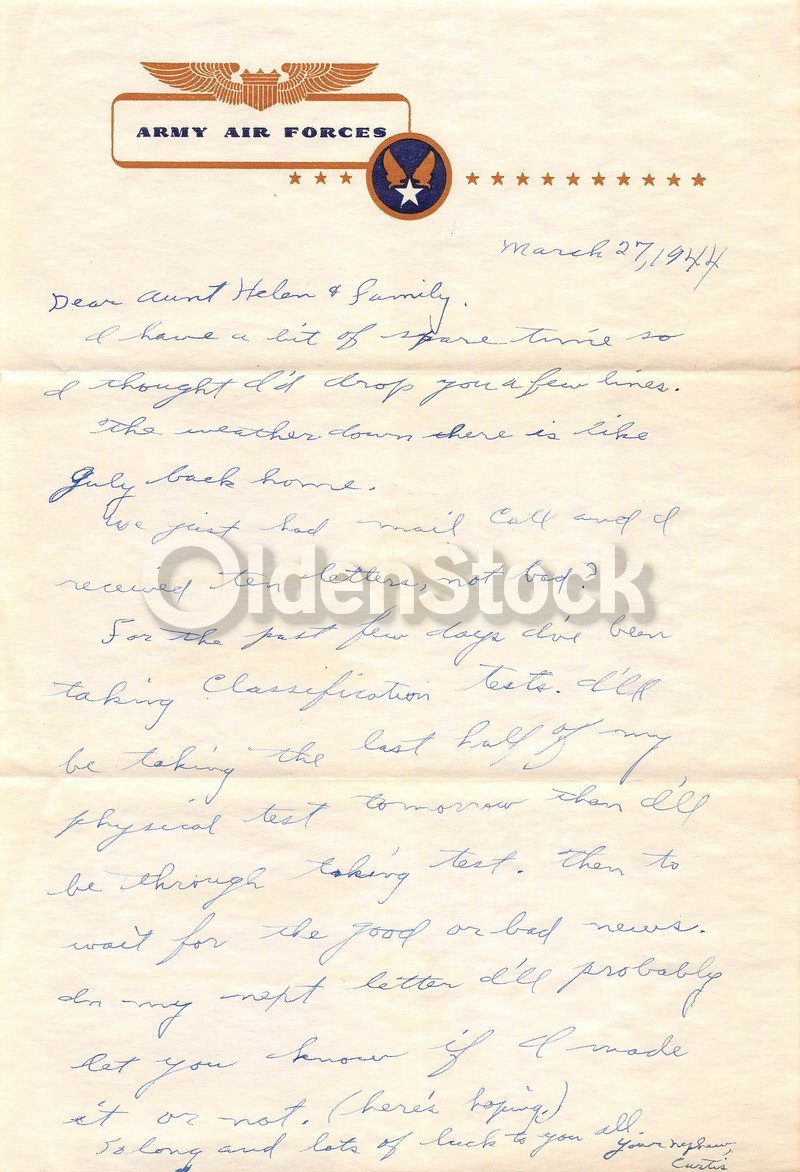 ARMY AIR FORCES
March 27, 1944
Dear Aunt Helen & Family.
I have a bit of spare time so
I thought I'd drop you a few lines.
The weather down here is like
July back home.
We just had mail call and I
received ten letters, not bad?
OldenStock
For the past few days I've been
taking Classification tests. I'll
be taking the last half of my
physical test tomorrow than I'll
be through taking test. Then to
wait for the good or bad news.
In my next letter I'll probably
let you know if I made
it or not. (here's hoping.)
So long and lots of luck to you all.
Your nephew,
Curtis